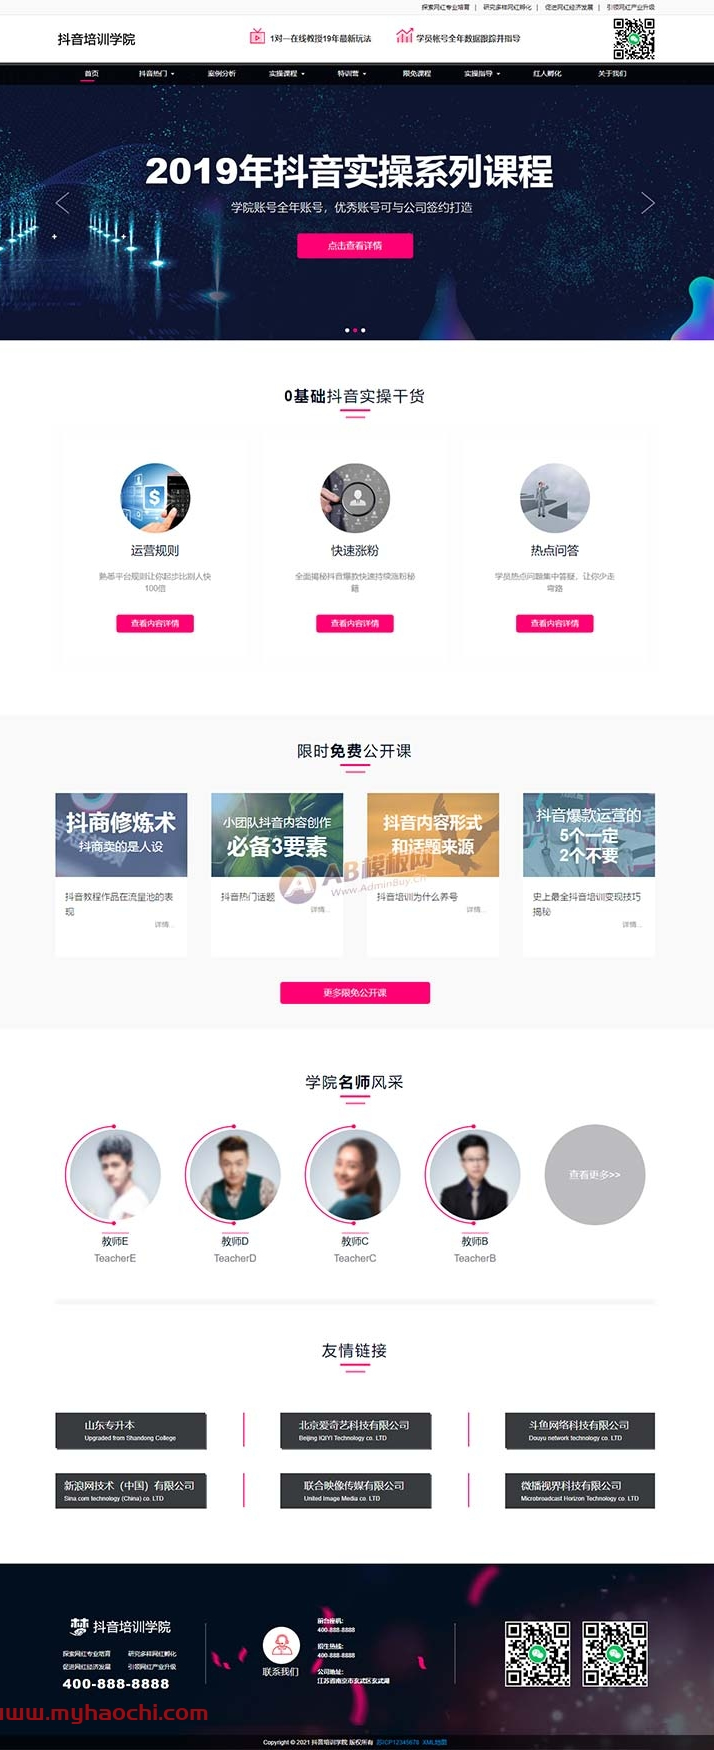 探索网红专业培育 | 研究多样网红孵化 | 促进网红经济发展 | 引领网红产业升级
抖音培训学院
1对一在线教授19年最新玩法
学员帐号全年数据跟踪并指导
首页 抖音热门 案例分析 实操课程 特训营 限免课程 实操指导 红人孵化 关于我们
2019年抖音实操系列课程
学院账号全年账号，优秀账号可与公司签约打造
点击查看详情
0基础抖音实操干货
运营规则 快速涨粉 热点问答
熟悉平台规则让你起步比别人快
100倍
全面揭秘抖音爆款快速持续涨粉秘
籍
学员热点问题集中答疑，让你少走
弯路
查看内容详情 查看内容详情 查看内容详情
限时免费公开课
抖商修炼术
抖商卖的是人设
小团队抖音内容创作
必备3要素
抖音内容形式
和话题来源
抖音爆款运营的
5个一定
2个不要
AB模板网
www.AdminBuy.cn
抖音教程作品在流量池的表
现
详情...
抖音热门话题
详情...
抖音培训为什么养号
详情...
史上最全抖音培训变现技巧
揭秘
详情...
更多限免公开课
学院名师风采
查看更多>>
教师E 教师D 教师C 教师B
TeacherE TeacherD TeacherC TeacherB
友情链接
山东专升本
Upgraded from Shandong College
北京爱奇艺科技有限公司
Beijing IQIYI Technology co. LTD
斗鱼网络科技有限公司
Douyu network technology co. LTD
新浪网技术（中国）有限公司
Sina.com technology (China) co. LTD
联合映像传媒有限公司
United Image Media co. LTD
微播视界科技有限公司
Microbroadcast Horizon Technology co. LTD
抖音培训学院
探索网红专业培育 研究多样网红孵化
促进网红经济发展 引领网红产业升级
400-888-8888
联系我们
前台座机:
400-888-8888
招生热线:
400-888-8888
公司地址:
江苏省南京市玄武区玄武湖
www.myhaochi.com
Copyright © 2021 抖音培训学院 版权所有 苏ICP12345678 XML地图